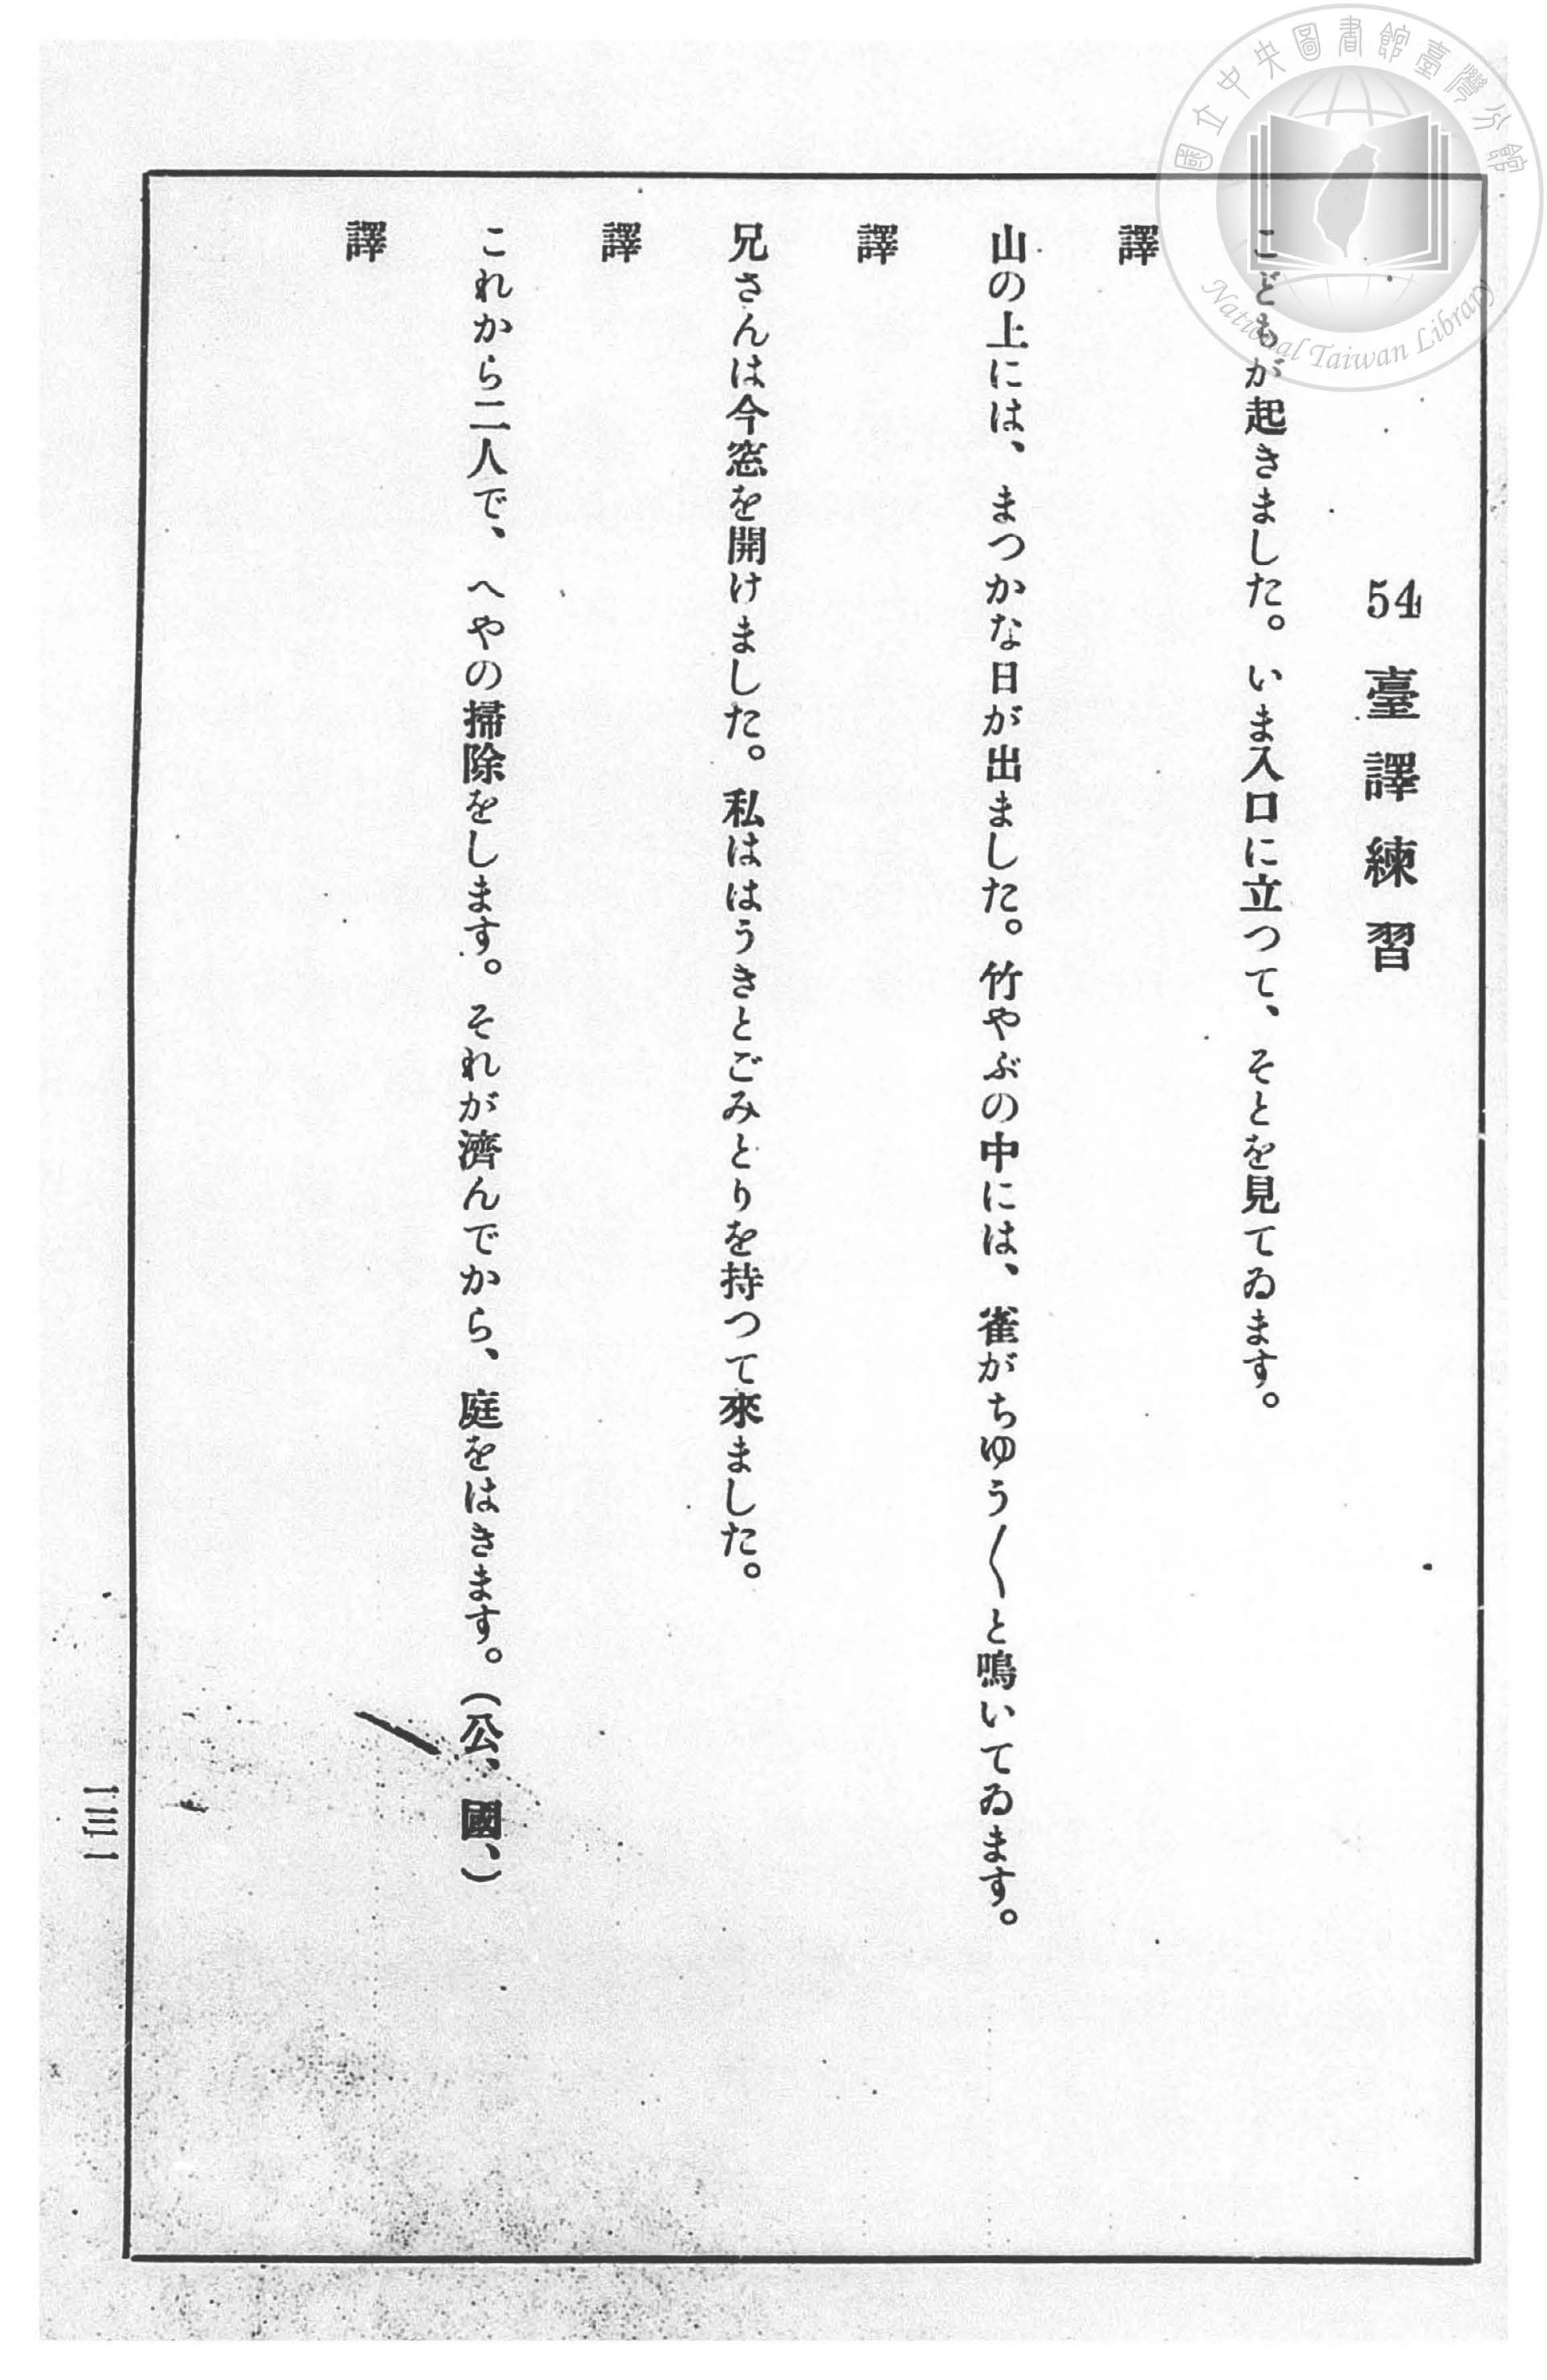 國立中央圖書館臺灣分館
National Taiwan Library
54 臺譯練習
こどもが起きました。いま入口に立つて、そとを見てゐます。
譯
山の上には、まつかな日が出ました。竹やぶの中には、雀がちゆう〳〵と鳴いてゐます。
譯
兄さんは今窓を開けました。私ははうきとごみとりを持つて來ました。
譯
これから二人で、へやの掃除をします。それが濟んでから、庭をはきます。(公、國、)
譯
一三一